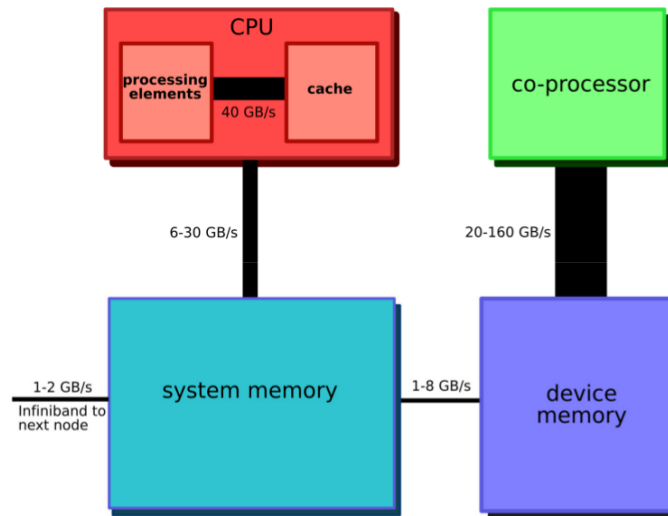 CPU
processing
elements
cache
40 GB/s
co-processor
6-30 GB/s
20-160 GB/s
1-2 GB/s
Infiniband to
next node
system memory
1-8 GB/s
device
memory